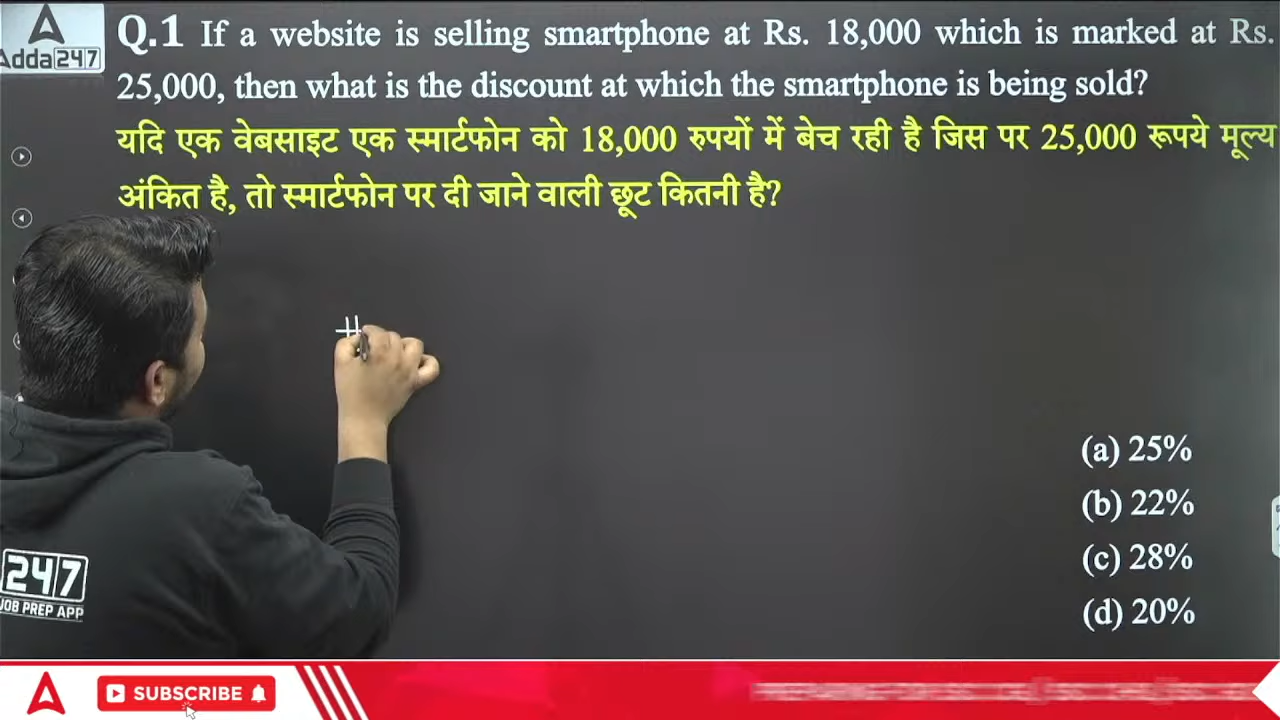 Adda247
Q.1 If a website is selling smartphone at Rs. 18,000 which is marked at Rs.
25,000, then what is the discount at which the smartphone is being sold?
यदि एक वेबसाइट एक स्मार्टफोन को 18,000 रुपयों में बेच रही है जिस पर 25,000 रूपये मूल्य
अंकित है, तो स्मार्टफोन पर दी जाने वाली छूट कितनी है?
#
(a) 25%
(b) 22%
(c) 28%
(d) 20%
247
JOB PREP APP
SUBSCRIBE